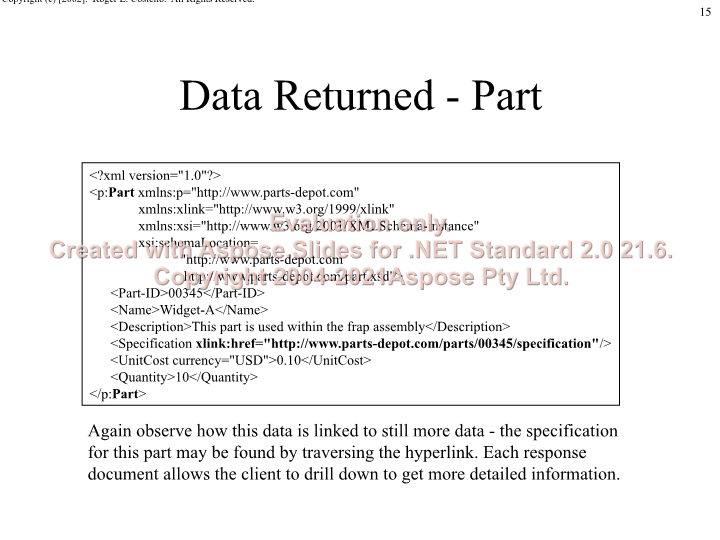 Copyright (c) [2002]. Roger L. Costello. All Rights Reserved.
15
Data Returned - Part
<?xml version="1.0"?>
<p:Part xmlns:p="http://www.parts-depot.com"
xmlns:xlink="http://www.w3.org/1999/xlink"
xmlns:xsi="http://www.w3.org/2001/XMLSchema-instance"
xsi:schemaLocation=
"http://www.parts-depot.com
http://www.parts-depot.com/part.xsd">
<Part-ID>00345</Part-ID>
<Name>Widget-A</Name>
<Description>This part is used within the frap assembly</Description>
<Specification xlink:href="http://www.parts-depot.com/parts/00345/specification"/>
<UnitCost currency="USD">0.10</UnitCost>
<Quantity>10</Quantity>
</p:Part>
Evaluation only.
Created with Aspose.Slides for .NET Standard 2.0 21.6.
Copyright 2004-2021Aspose Pty Ltd.
Again observe how this data is linked to still more data - the specification
for this part may be found by traversing the hyperlink. Each response
document allows the client to drill down to get more detailed information.